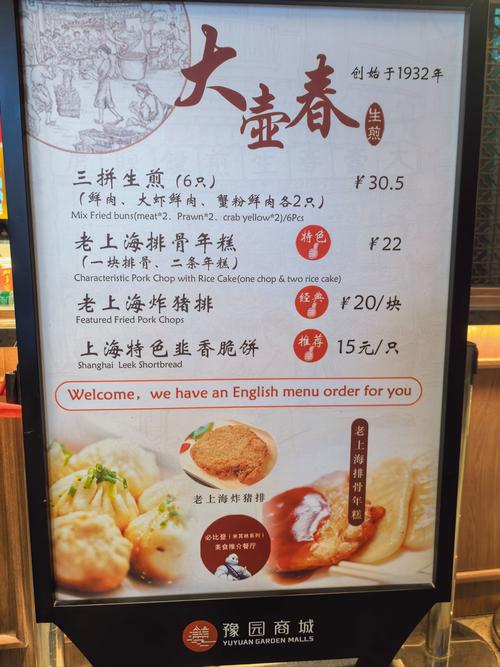 大壶春
创始于1932年
生煎
三拼生煎（6只）
￥30.5
（鲜肉、大虾鲜肉、蟹粉鲜肉各2只）
Mix Fried buns(meat*2、Prawn*2、crab yellow*2)/6Pcs
老上海排骨年糕
特色
￥22
（一块排骨、二条年糕）
Characteristic Pork Chop with Rice Cake(one chop & two rice cake)
老上海炸猪排
经典
￥20/块
Featured Fried Pork Chops
上海特色韭香脆饼
推荐
15元/只
Shanghai Leek Shortbread
Welcome, we have an English menu order for you
老上海炸猪排
老上海排骨年糕
必比登（米其林系列）
美食推介餐厅
豫园商城
YUYUAN GARDEN MALLS